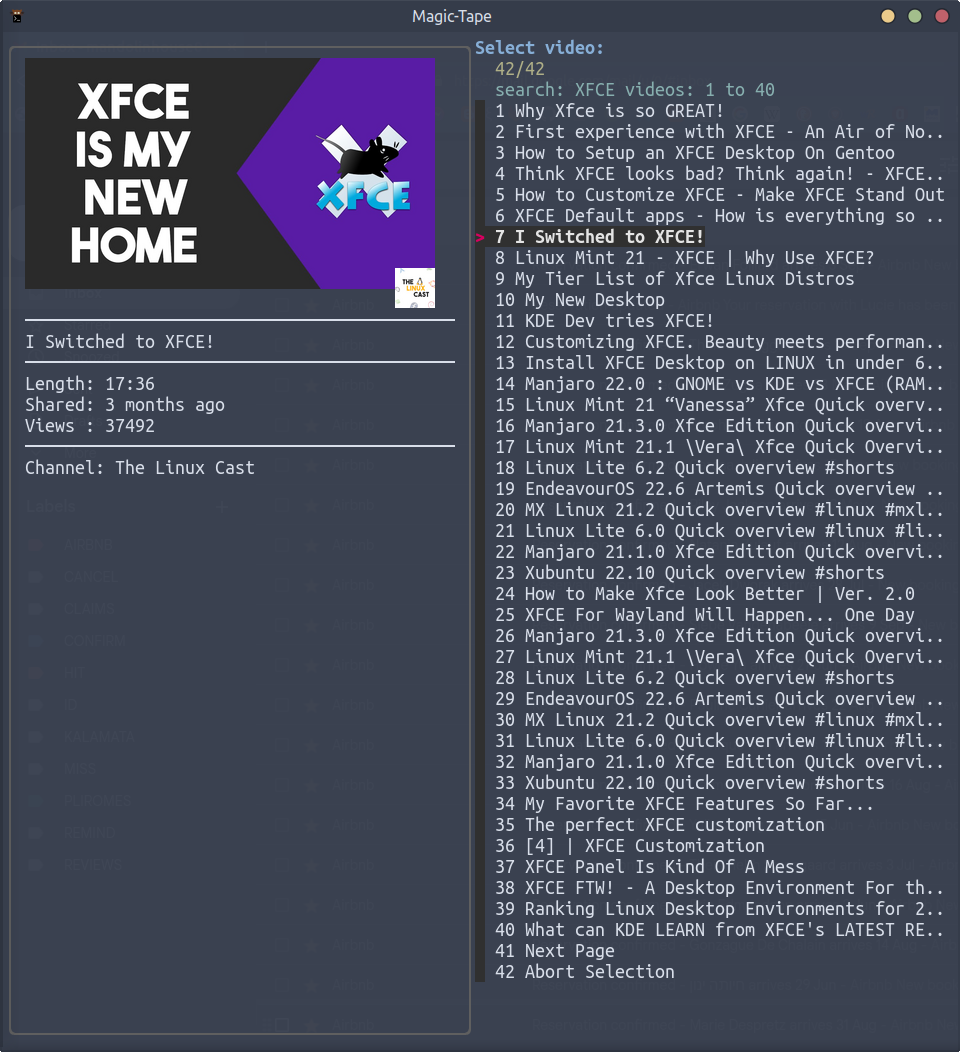 Magic-Tape
XFCE
IS MY
NEW
HOME
XFCE
THE
LINUX
CAST
I Switched to XFCE!
Length: 17:36
Shared: 3 months ago
Views : 37492
Channel: The Linux Cast
Labels
AIRBNB
CANCEL
CLAIMS
CONFIRM
KALAMATA
MISC
REMIND
REVIEWS
Select video:
42/42
search: XFCE videos: 1 to 40
1 Why Xfce is so GREAT!
2 First experience with XFCE - An Air of No..
3 How to Setup an XFCE Desktop On Gentoo
4 Think XFCE looks bad? Think again! - XFCE..
5 How to Customize XFCE - Make XFCE Stand Out
6 XFCE Default apps - How is everything so ..
> 7 I Switched to XFCE!
8 Linux Mint 21 - XFCE | Why Use XFCE?
9 My Tier List of Xfce Linux Distros
10 My New Desktop
11 KDE Dev tries XFCE!
12 Customizing XFCE. Beauty meets performan..
13 Install XFCE Desktop on LINUX in under 6..
14 Manjaro 22.0 : GNOME vs KDE vs XFCE (RAM..
15 Linux Mint 21 “Vanessa” Xfce Quick overv..
16 Manjaro 21.3.0 Xfce Edition Quick overvi..
17 Linux Mint 21.1 \Vera\ Xfce Quick Overvi..
18 Linux Lite 6.2 Quick overview #shorts
19 EndeavourOS 22.6 Artemis Quick overview ..
20 MX Linux 21.2 Quick overview #linux #mxl..
21 Linux Lite 6.0 Quick overview #linux #li..
22 Manjaro 21.1.0 Xfce Edition Quick overvi..
23 Xubuntu 22.10 Quick overview #shorts
24 How to Make Xfce Look Better | Ver. 2.0
25 XFCE For Wayland Will Happen... One Day
26 Manjaro 21.3.0 Xfce Edition Quick overvi..
27 Linux Mint 21.1 \Vera\ Xfce Quick Overvi..
28 Linux Lite 6.2 Quick overview #shorts
29 EndeavourOS 22.6 Artemis Quick overview ..
30 MX Linux 21.2 Quick overview #linux #mxl..
31 Linux Lite 6.0 Quick overview #linux #li..
32 Manjaro 21.1.0 Xfce Edition Quick overvi..
33 Xubuntu 22.10 Quick overview #shorts
34 My Favorite XFCE Features So Far...
35 The perfect XFCE customization
36 [4] | XFCE Customization
37 XFCE Panel Is Kind Of A Mess
38 XFCE FTW! - A Desktop Environment For th..
39 Ranking Linux Desktop Environments for 2..
40 What can KDE LEARN from XFCE's LATEST RE..
41 Next Page
42 Abort Selection